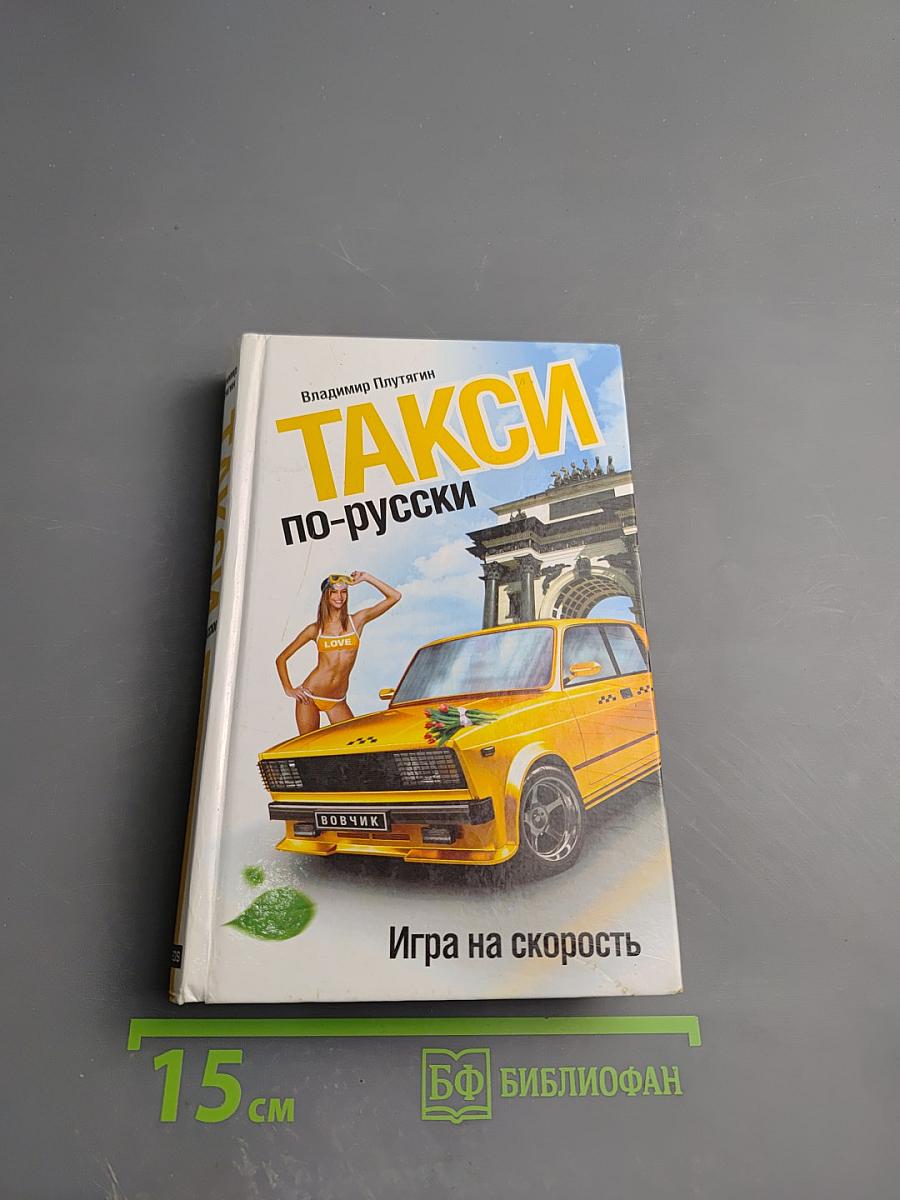 Владимир Плутягин
ТАКСИ
по-русски
LOVE
ВОВЧИК
Игра на скорость
15 см
БФ БИБЛИОФАН